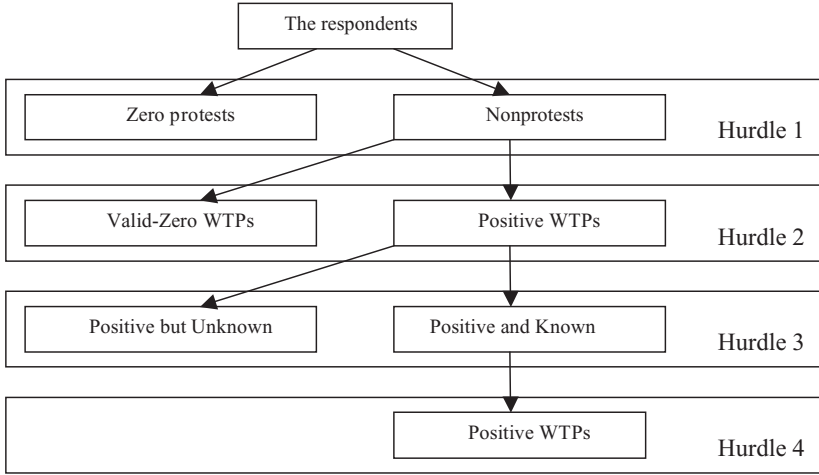 The respondents
Zero protests
Nonprotests
Hurdle 1
Valid-Zero WTPs
Positive WTPs
Hurdle 2
Positive but Unknown
Positive and Known
Hurdle 3
Positive WTPs
Hurdle 4